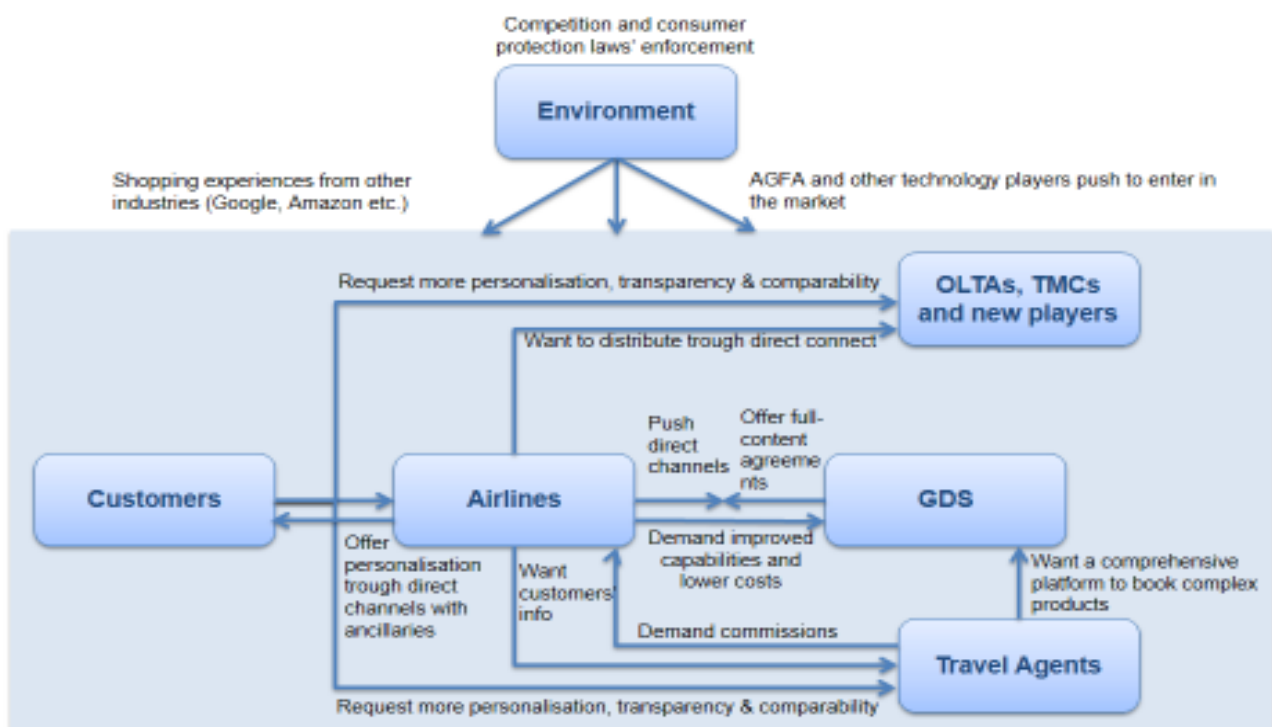 Competition and consumer
protection laws' enforcement
Environment
Shopping experiences from other
industries (Google, Amazon etc.)
AGFA and other technology players push to enter in
the market
Request more personalisation, transparency & comparability
OLTAs, TMCs
and new players
Want to distribute trough direct connect
Push
direct
channels
Offer full-
content
agreeme
nts
Customers
Airlines
GDS
Offer
personalisation
trough direct
channels with
ancillaries
Want
customers'
info
Demand improved
capabilities and
lower costs
Want a comprehensive
platform to book complex
products
Demand commissions
Travel Agents
Request more personalisation, transparency & comparability